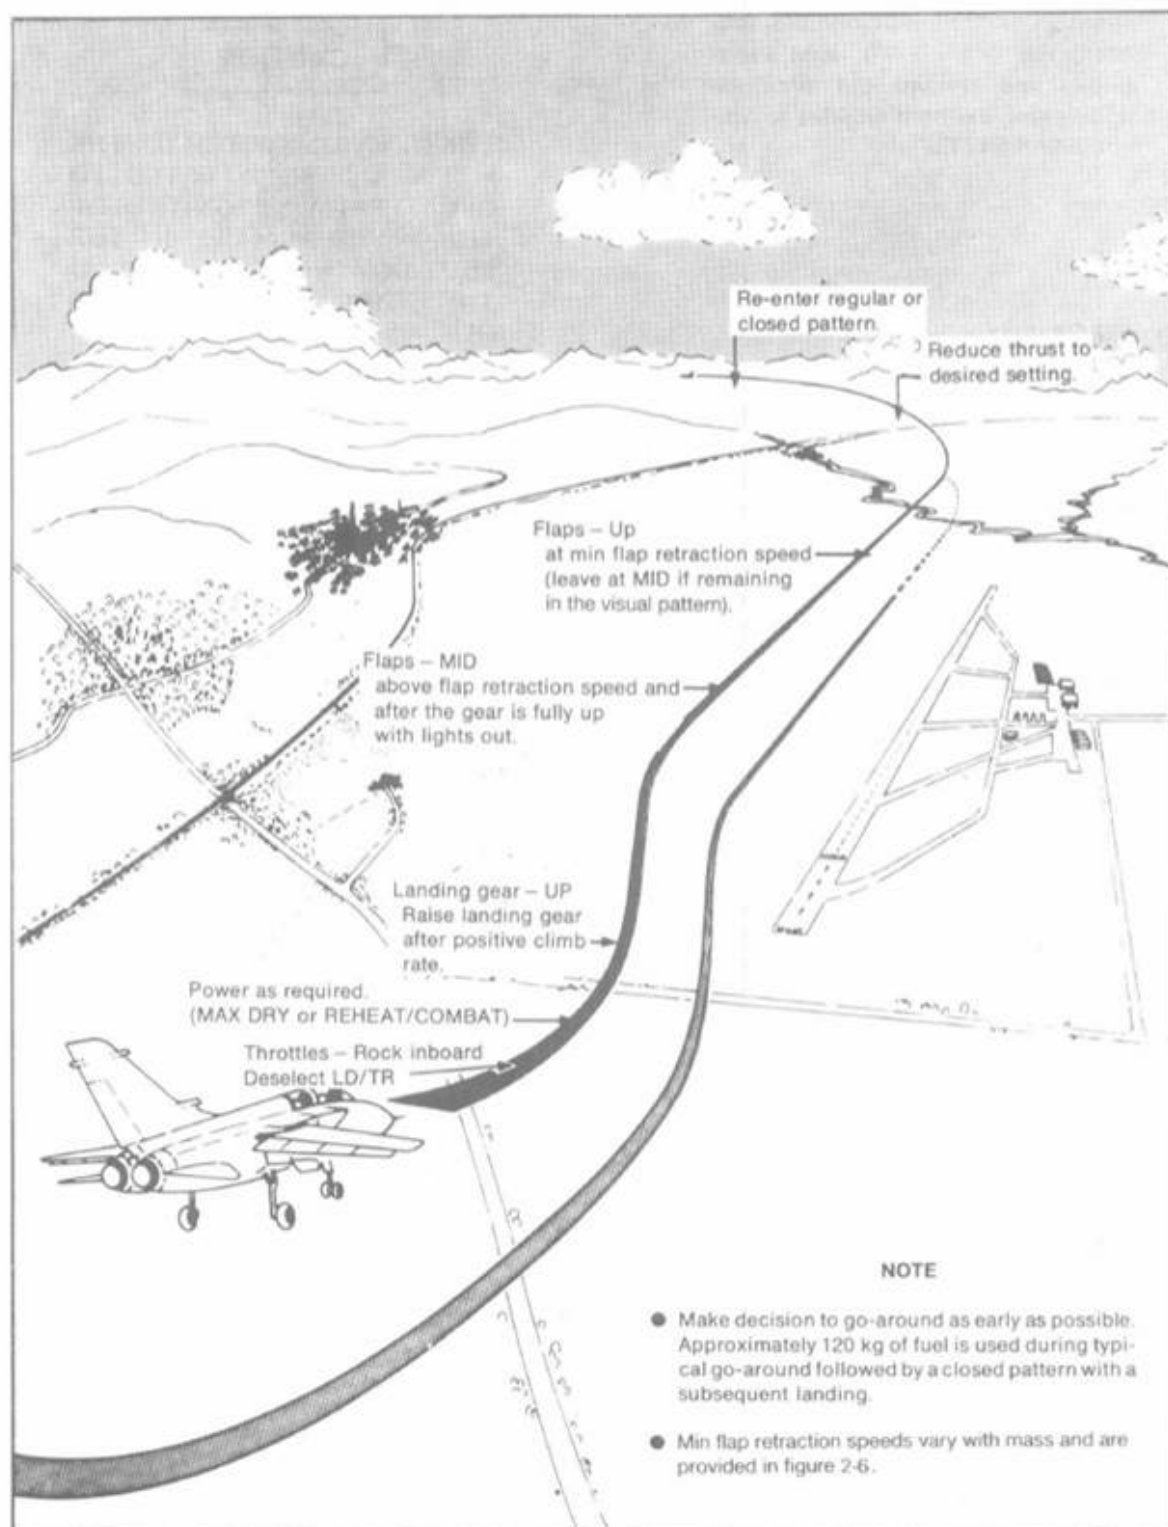 Re-enter regular or
closed pattern.
Reduce thrust to
desired setting.
Flaps – Up
at min flap retraction speed
(leave at MID if remaining
in the visual pattern).
Flaps – MID
above flap retraction speed and
after the gear is fully up
with lights out.
Landing gear – UP
Raise landing gear
after positive climb
rate.
Power as required.
(MAX DRY or REHEAT/COMBAT)
Throttles – Rock inboard
Deselect LD/TR
NOTE
● Make decision to go-around as early as possible.
Approximately 120 kg of fuel is used during typi-
cal go-around followed by a closed pattern with a
subsequent landing.
● Min flap retraction speeds vary with mass and are
provided in figure 2-6.